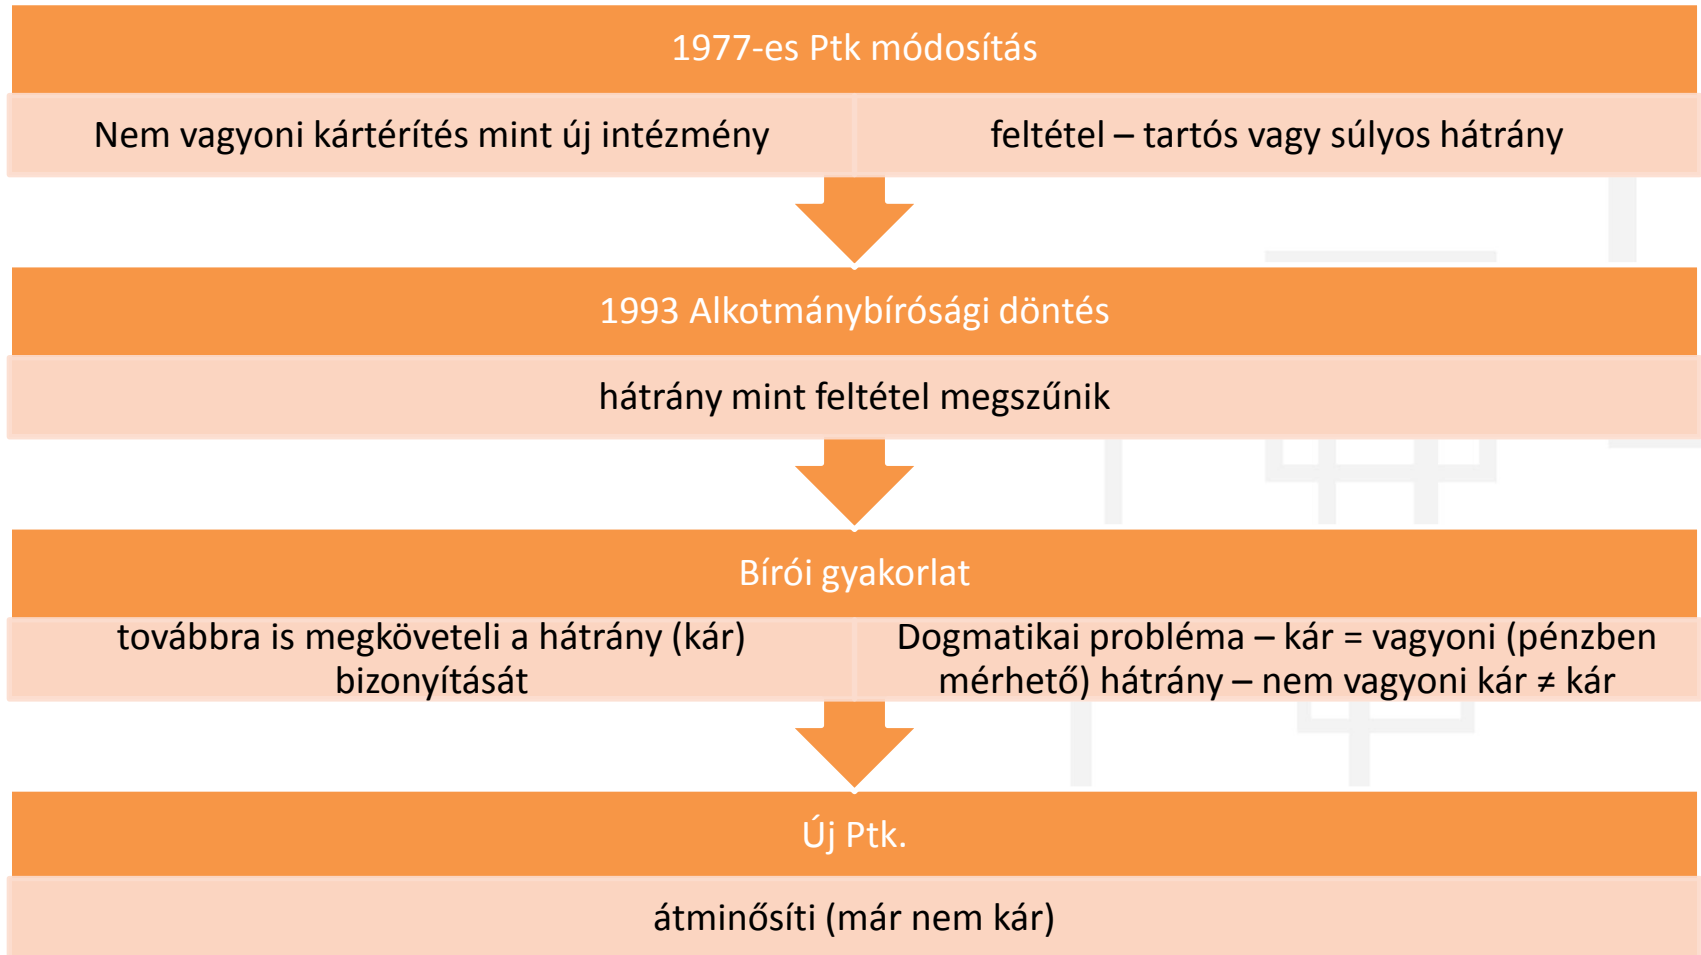 1977-es Ptk módosítás
Nem vagyoni kártérítés mint új intézmény
feltétel – tartós vagy súlyos hátrány
1993 Alkotmánybírósági döntés
hátrány mint feltétel megszűnik
Bírói gyakorlat
továbbra is megköveteli a hátrány (kár)
bizonyítását
Dogmatikai probléma – kár = vagyoni (pénzben
mérhető) hátrány – nem vagyoni kár ≠ kár
Új Ptk.
átminősíti (már nem kár)